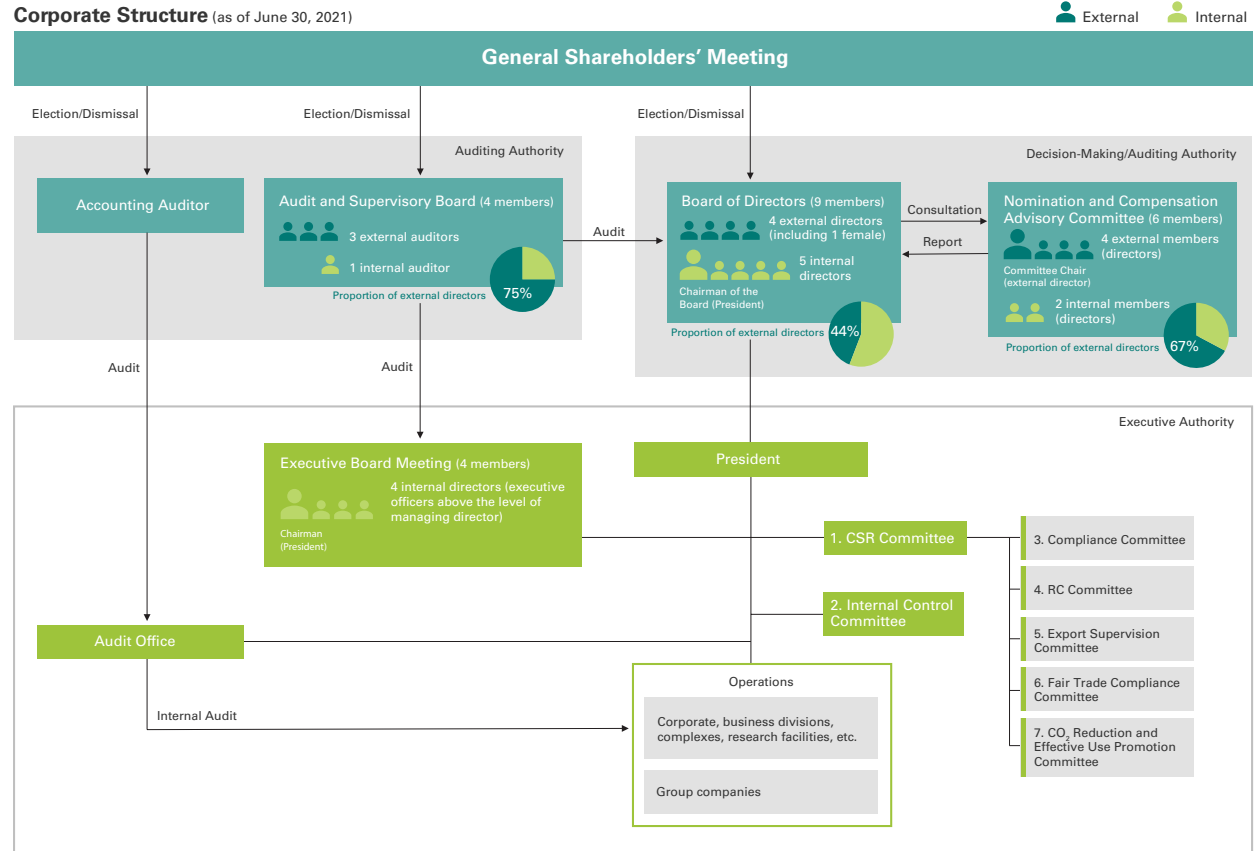 Corporate Structure (as of June 30, 2021)
External
Internal
General Shareholders’ Meeting
Election/Dismissal
Election/Dismissal
Election/Dismissal
Auditing Authority
Decision-Making/Auditing Authority
Accounting Auditor
Audit and Supervisory Board (4 members)
3 external auditors
1 internal auditor
Proportion of external directors
75%
Audit
Board of Directors (9 members)
4 external directors
(including 1 female)
5 internal
directors
Chairman of the
Board (President)
Proportion of external directors
44%
Consultation
Report
Nomination and Compensation
Advisory Committee (6 members)
4 external members
(directors)
Committee Chair
(external director)
2 internal members
(directors)
Proportion of external directors
67%
Audit
Audit
Executive Authority
Executive Board Meeting (4 members)
4 internal directors (executive
officers above the level of
managing director)
Chairman
(President)
President
1. CSR Committee
2. Internal Control
Committee
3. Compliance Committee
4. RC Committee
5. Export Supervision
Committee
6. Fair Trade Compliance
Committee
7. CO₂ Reduction and
Effective Use Promotion
Committee
Audit Office
Internal Audit
Operations
Corporate, business divisions,
complexes, research facilities, etc.
Group companies